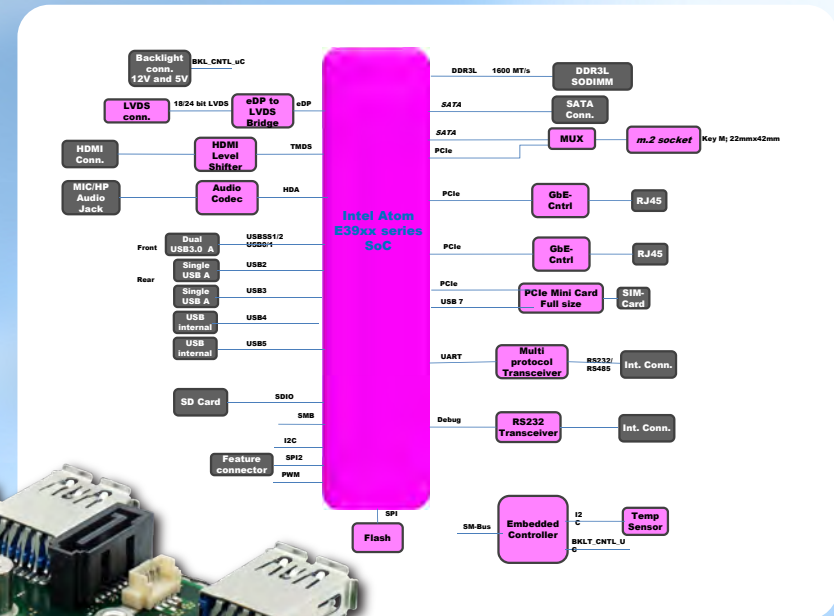 Backlight
conn.
12V and 5V
BKL_CNTL_uC
LVDS
conn.
18/24 bit LVDS
eDP to
LVDS
Bridge
eDP
HDMI
Conn.
HDMI
Level
Shifter
TMDS
MIC/HP
Audio
Jack
Audio
Codec
HDA
Front
Dual
USB3.0 A
USBSS1/2
USB0/1
Rear
Single
USB A
USB2
Single
USB A
USB3
USB
internal
USB4
USB
internal
USB5
SD Card
SDIO
SMB
I2C
Feature
connector
SPI2
PWM
Intel Atom
E39xx series
SoC
SPI
Flash
DDR3L 1600 MT/s
DDR3L
SODIMM
SATA
SATA
Conn.
SATA
PCIe
MUX
m.2 socket
Key M; 22mmx42mm
PCIe
GbE-
Cntrl
RJ45
PCIe
GbE-
Cntrl
RJ45
PCIe
USB 7
PCIe Mini Card
Full size
SIM-
Card
UART
Multi
protocol
Transceiver
RS232/
RS485
Int. Conn.
Debug
RS232
Transceiver
Int. Conn.
SM-Bus
Embedded
Controller
I2
C
Temp
Sensor
BKLT_CNTL_U
C